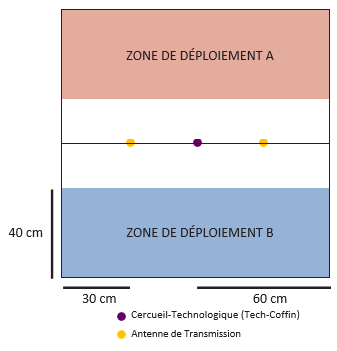 ZONE DE DÉPLOIEMENT A
40 cm
ZONE DE DÉPLOIEMENT B
30 cm
60 cm
Cercueil-Technologique (Tech-Coffin)
Antenne de Transmission